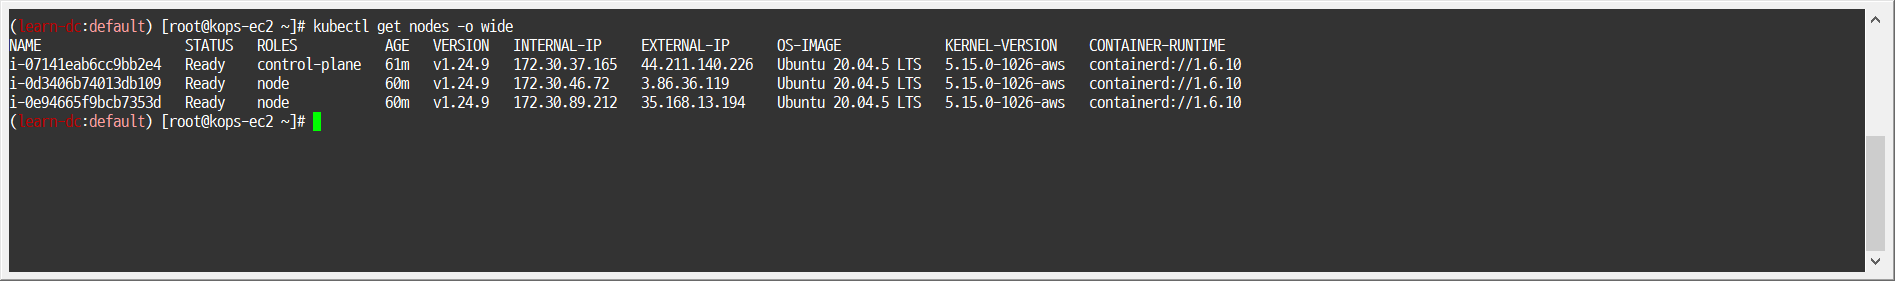 (learn-dc:default) [root@kops-ec2 ~]# kubectl get nodes -o wide
NAME                  STATUS   ROLES           AGE   VERSION   INTERNAL-IP     EXTERNAL-IP      OS-IMAGE             KERNEL-VERSION    CONTAINER-RUNTIME
i-07141eab6cc9bb2e4   Ready    control-plane   61m   v1.24.9   172.30.37.165   44.211.140.226   Ubuntu 20.04.5 LTS   5.15.0-1026-aws   containerd://1.6.10
i-0d3406b74013db109   Ready    node            60m   v1.24.9   172.30.46.72    3.86.36.119      Ubuntu 20.04.5 LTS   5.15.0-1026-aws   containerd://1.6.10
i-0e94665f9bcb7353d   Ready    node            60m   v1.24.9   172.30.89.212   35.168.13.194    Ubuntu 20.04.5 LTS   5.15.0-1026-aws   containerd://1.6.10
(learn-dc:default) [root@kops-ec2 ~]#